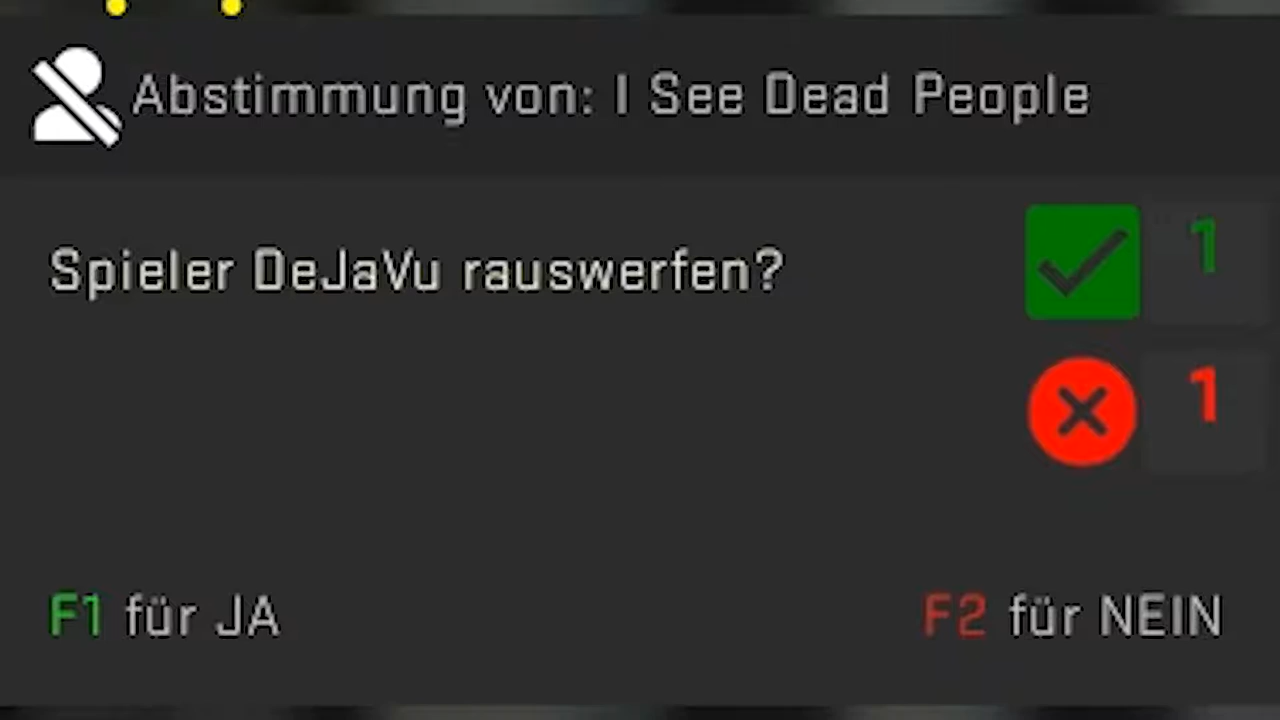 Abstimmung von: I See Dead People
Spieler DeJaVu rauswerfen?
1
1
F1 für JA
F2 für NEIN